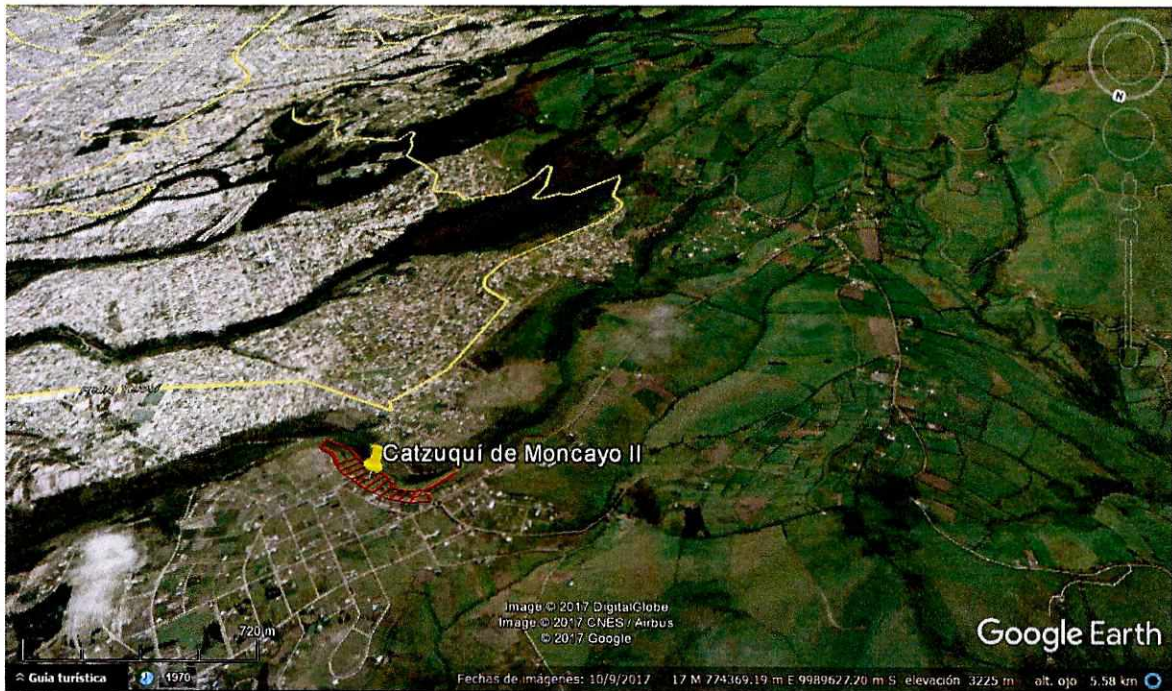 N
Catzuquí de Moncayo II
Image © 2017 DigitalGlobe
Image © 2017 CNES / Airbus
© 2017 Google
720 m
Google Earth
Guía turística
1970
Fechas de imágenes: 10/9/2017 17 M 774369.19 m E 9989627.20 m S elevación 3225 m alt. ojo 5.58 km